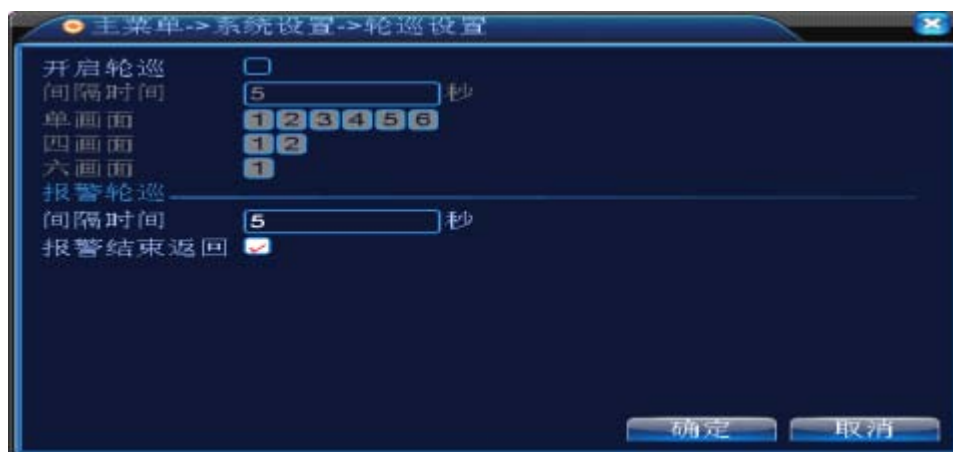 主菜单->系统设置->轮巡设置
开启轮巡
间隔时间 5 秒
单画面 1 2 3 4 5 6
四画面 1 2
六画面 1
报警轮巡
间隔时间 5 秒
报警结束返回
确定 取消